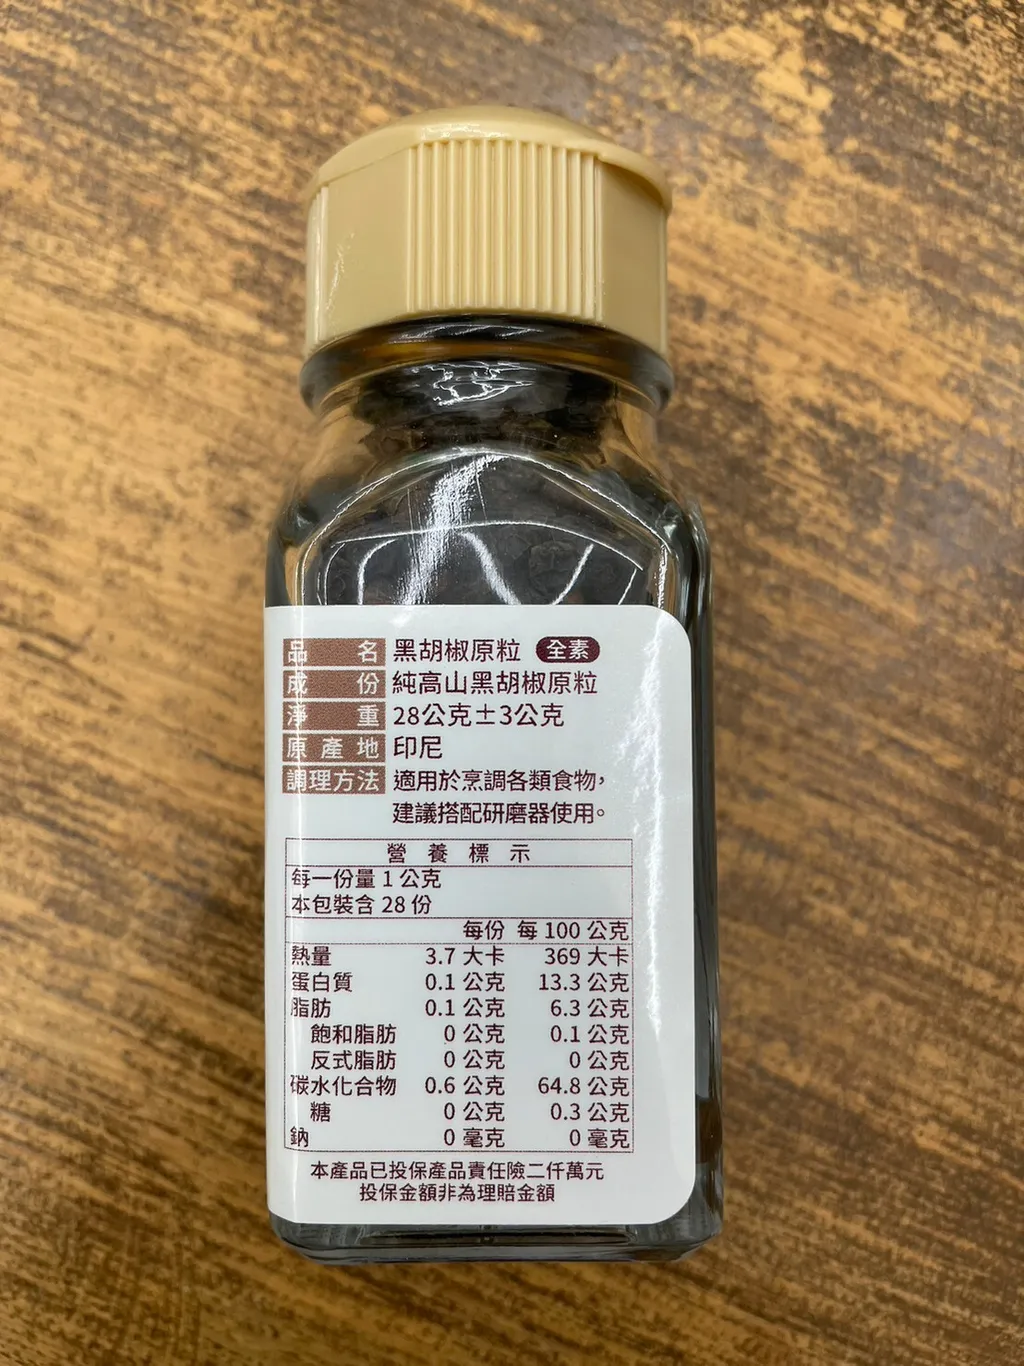 品名 黑胡椒原粒 全素
成份 純高山黑胡椒原粒
淨重 28公克±3公克
原產地 印尼
調理方法 適用於烹調各類食物，
建議搭配研磨器使用。
營養標示
每一份量 1 公克
本包裝含 28 份
每份 每 100 公克
熱量 3.7 大卡 369 大卡
蛋白質 0.1 公克 13.3 公克
脂肪 0.1 公克 6.3 公克
飽和脂肪 0 公克 0.1 公克
反式脂肪 0 公克 0 公克
碳水化合物 0.6 公克 64.8 公克
糖 0 公克 0.3 公克
鈉 0 毫克 0 毫克
本產品已投保產品責任險二仟萬元
投保金額非為理賠金額